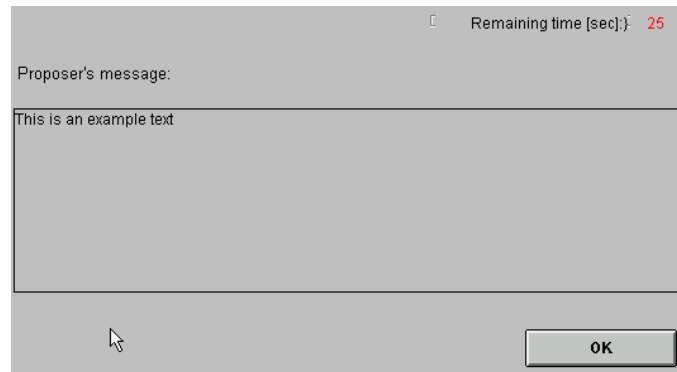 Remaining time [sec]:} 25
Proposer's message:
This is an example text
OK